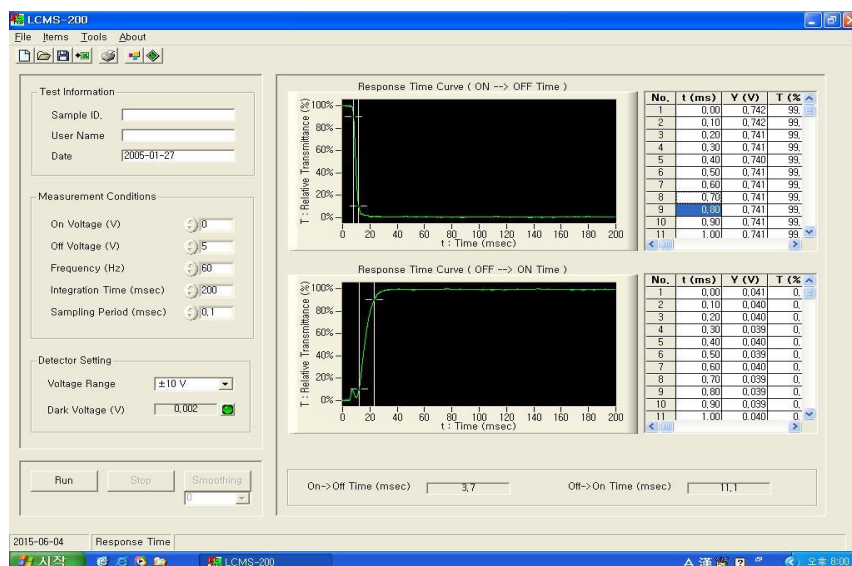 LCMS-200
File Items Tools About
Test Information
Sample ID.
User Name
Date 2005-01-27
Measurement Conditions
On Voltage (V) 0
Off Voltage (V) 5
Frequency (Hz) 60
Integration Time (msec) 200
Sampling Period (msec) 0,1
Detector Setting
Voltage Range ±10 V
Dark Voltage (V) 0,002
Run Stop Smoothing
0
Response Time Curve ( ON --> OFF Time )
T : Relative Transmittance (%)
100%
80%
60%
40%
20%
0%
0 20 40 60 80 100 120 140 160 180 200
t : Time (msec)
No. t (ms) Y (V) T (%
1 0,00 0,742 99,
2 0,10 0,742 99,
3 0,20 0,741 99,
4 0,30 0,741 99,
5 0,40 0,740 99,
6 0,50 0,741 99,
7 0,60 0,741 99,
8 0,70 0,741 99,
9 0,80 0,741 99,
10 0,90 0,741 99,
11 1,00 0,741 99,
Response Time Curve ( OFF --> ON Time )
T : Relative Transmittance (%)
100%
80%
60%
40%
20%
0%
0 20 40 60 80 100 120 140 160 180 200
t : Time (msec)
No. t (ms) Y (V) T (%
1 0,00 0,041 0,
2 0,10 0,040 0,
3 0,20 0,040 0,
4 0,30 0,039 0,
5 0,40 0,039 0,
6 0,50 0,039 0,
7 0,60 0,040 0,
8 0,70 0,039 0,
9 0,80 0,039 0,
10 0,90 0,039 0,
11 1,00 0,040 0,
On->Off Time (msec) 3,7 Off->On Time (msec) 11,1
2015-06-04 Response Time
시작 LCMS-200 A 漢 오후 8:00